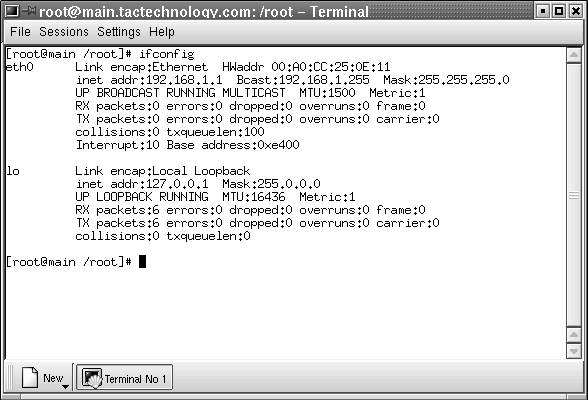 root@main.tactechnology.com: /root – Terminal
File Sessions Settings Help
[root@main /root]# ifconfig
eth0      Link encap:Ethernet  HWaddr 00:A0:CC:25:0E:11
          inet addr:192.168.1.1  Bcast:192.168.1.255  Mask:255.255.255.0
          UP BROADCAST RUNNING MULTICAST  MTU:1500  Metric:1
          RX packets:0 errors:0 dropped:0 overruns:0 frame:0
          TX packets:0 errors:0 dropped:0 overruns:0 carrier:0
          collisions:0 txqueuelen:100
          Interrupt:10 Base address:0xe400
lo        Link encap:Local Loopback
          inet addr:127.0.0.1  Mask:255.0.0.0
          UP LOOPBACK RUNNING  MTU:16436  Metric:1
          RX packets:6 errors:0 dropped:0 overruns:0 frame:0
          TX packets:6 errors:0 dropped:0 overruns:0 carrier:0
          collisions:0 txqueuelen:0
[root@main /root]#
New
Terminal No 1